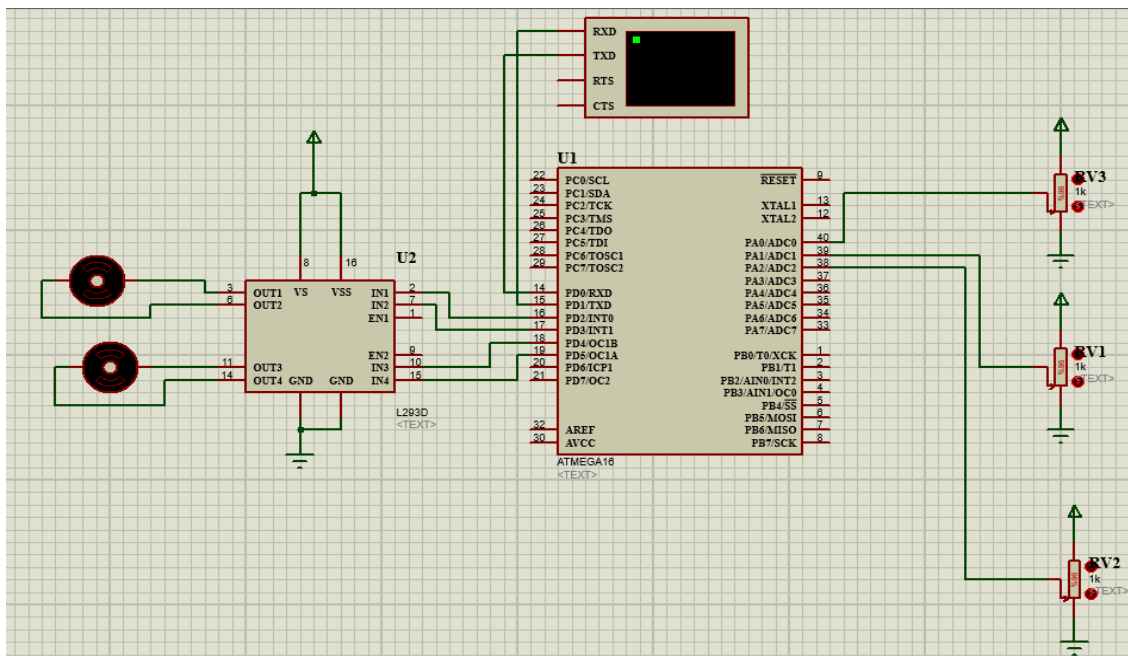 RXD
TXD
RTS
CTS
U1
22 PC0/SCL RESET 9
23 PC1/SDA
24 PC2/TCK XTAL1 13
25 PC3/TMS XTAL2 12
26 PC4/TDO
27 PC5/TDI PA0/ADC0 40
28 PC6/TOSC1 PA1/ADC1 39
29 PC7/TOSC2 PA2/ADC2 38
PA3/ADC3 37
14 PD0/RXD PA4/ADC4 36
15 PD1/TXD PA5/ADC5 35
16 PD2/INT0 PA6/ADC6 34
17 PD3/INT1 PA7/ADC7 33
18 PD4/OC1B
19 PD5/OC1A PB0/T0/XCK 1
20 PD6/ICP1 PB1/T1 2
21 PD7/OC2 PB2/AIN0/INT2 3
PB3/AIN1/OC0 4
PB4/SS 5
PB5/MOSI 6
32 AREF PB6/MISO 7
30 AVCC PB7/SCK 8
ATMEGA16
<TEXT>
U2
8 16
VS VSS
3 OUT1 IN1 2
6 OUT2 IN2 7
EN1 1
EN2 9
11 OUT3 IN3 10
14 OUT4 IN4 15
GND GND
L293D
<TEXT>
RV3
1k
<TEXT>
96%
RV1
1k
<TEXT>
96%
RV2
1k
<TEXT>
96%